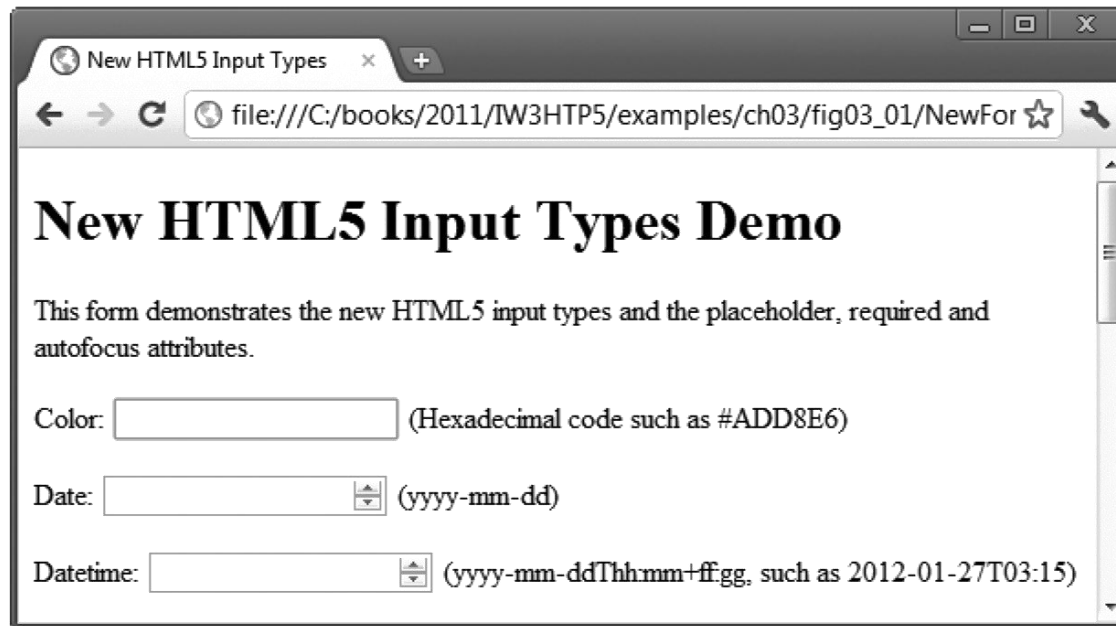 New HTML5 Input Types
file:///C:/books/2011/IW3HTP5/examples/ch03/fig03_01/NewFor
New HTML5 Input Types Demo
This form demonstrates the new HTML5 input types and the placeholder, required and
autofocus attributes.
Color: (Hexadecimal code such as #ADD8E6)
Date: (yyyy-mm-dd)
Datetime: (yyyy-mm-ddThh:mm+ff:gg, such as 2012-01-27T03:15)